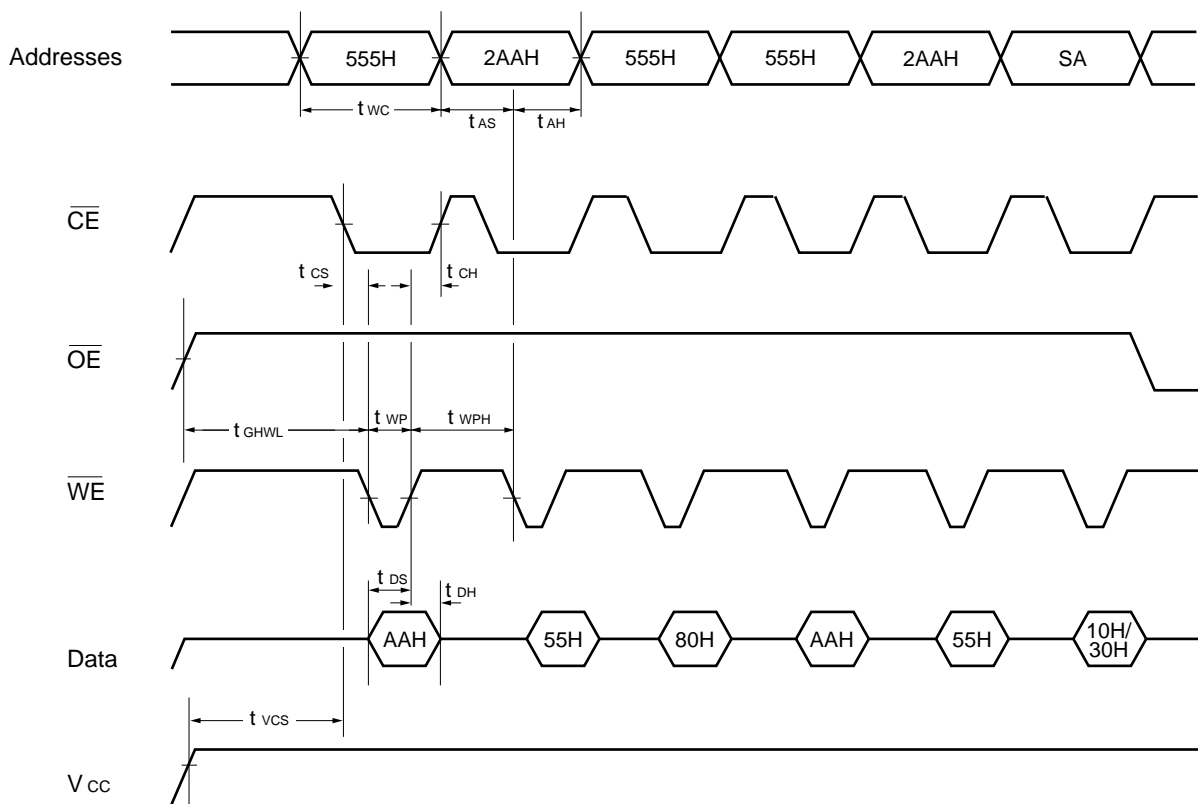 Addresses 555H 2AAH 555H 555H 2AAH SA
t WC t AS t AH
CE
t CS t CH
OE
t GHWL t WP t WPH
WE
t DS t DH
Data AAH 55H 80H AAH 55H 10H/
30H
t VCS
V CC